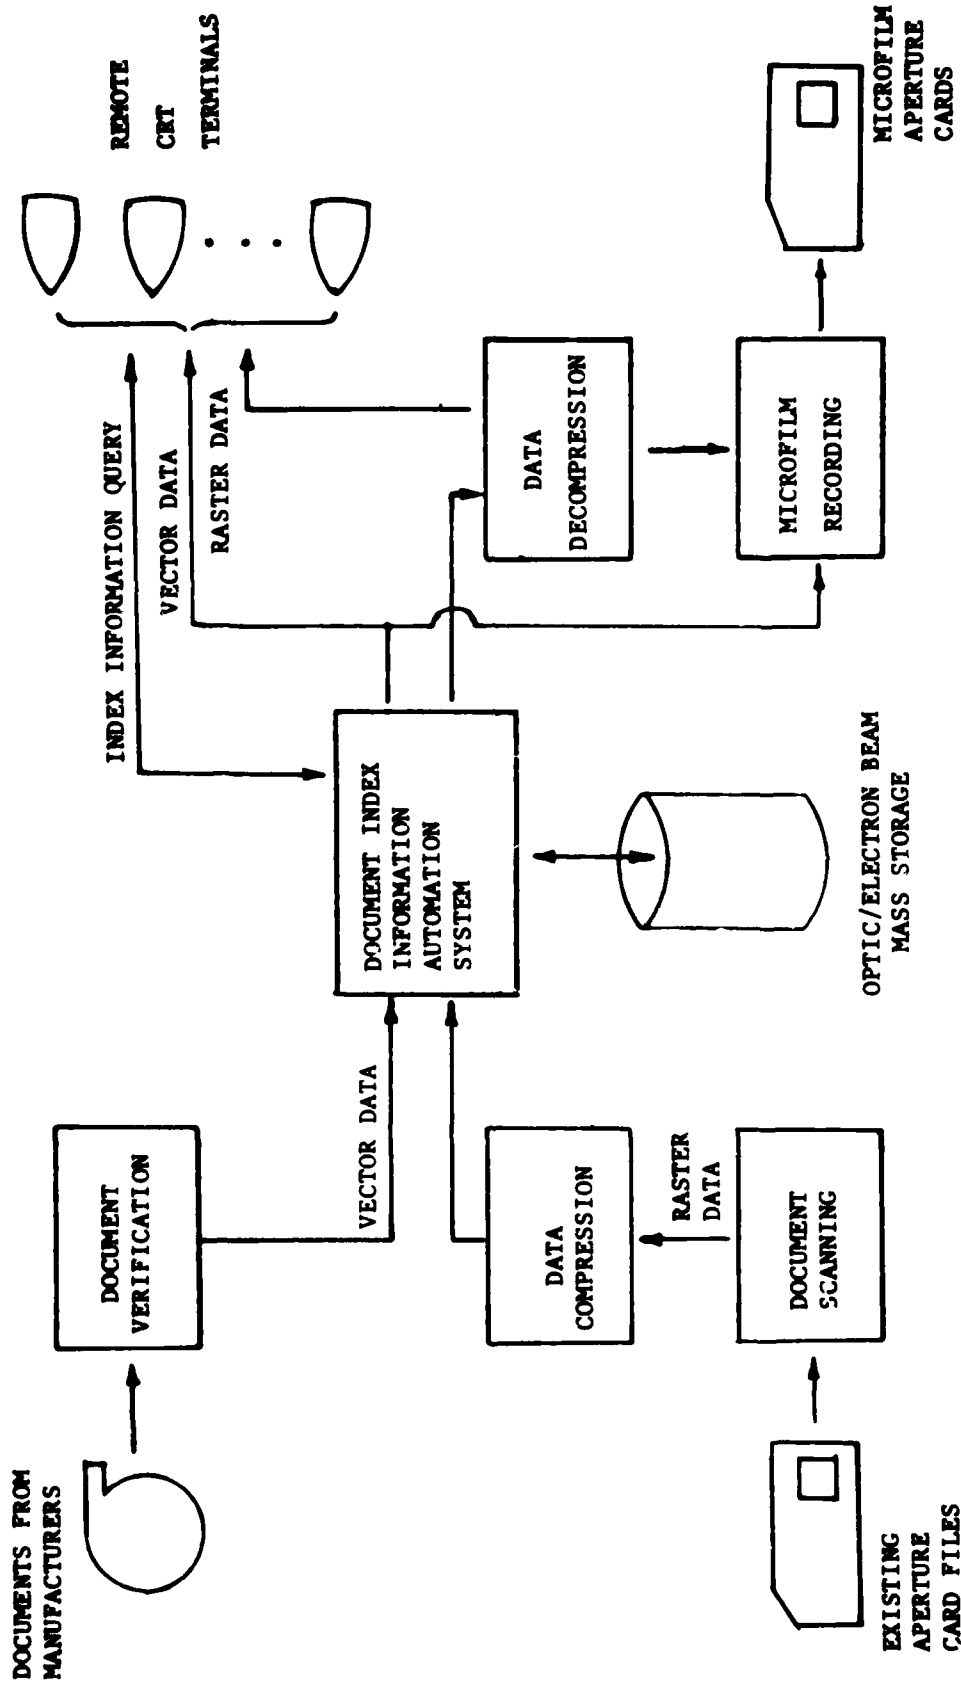 DOCUMENTS FROM
MANUFACTURERS
DOCUMENT
VERIFICATION
VECTOR DATA
EXISTING
APERTURE
CARD FILES
DOCUMENT
SCANNING
RASTER
DATA
DATA
COMPRESSION
DOCUMENT INDEX
INFORMATION
AUTOMATION
SYSTEM
OPTIC/ELECTRON BEAM
MASS STORAGE
INDEX INFORMATION QUERY
VECTOR DATA
RASTER DATA
DATA
DECOMPRESSION
MICROFILM
RECORDING
REMOTE
CRT
TERMINALS
MICROFILM
APERTURE
CARDS